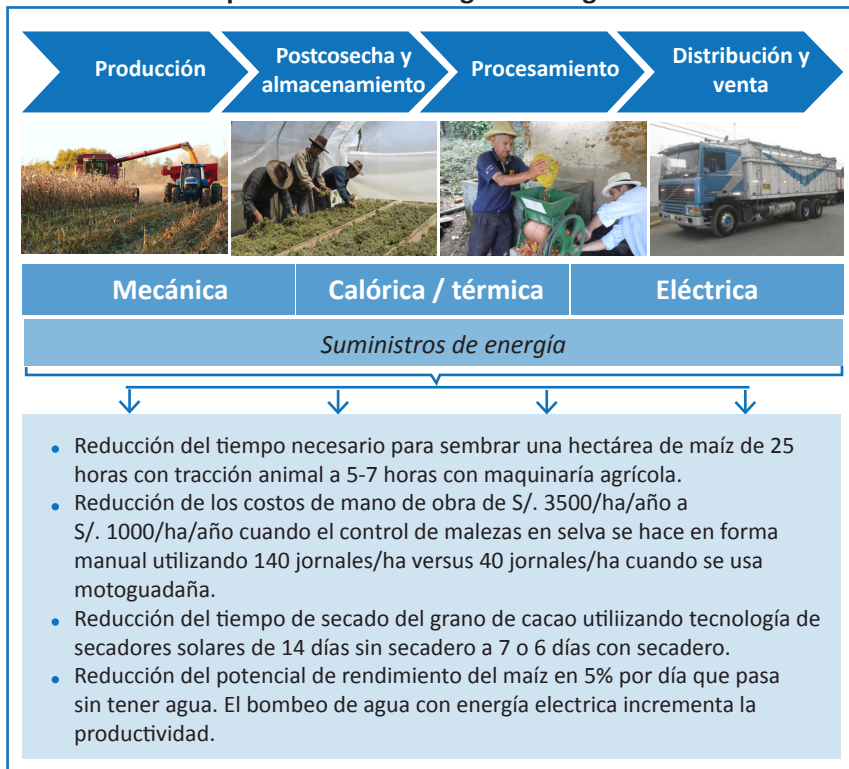 Producción
Postcosecha y
almacenamiento
Procesamiento
Distribución y
venta
Mecánica
Calórica / térmica
Eléctrica
Suministros de energía
• Reducción del tiempo necesario para sembrar una hectárea de maíz de 25
horas con tracción animal a 5-7 horas con maquinaría agrícola.
• Reducción de los costos de mano de obra de S/. 3500/ha/año a
S/. 1000/ha/año cuando el control de malezas en selva se hace en forma
manual utilizando 140 jornales/ha versus 40 jornales/ha cuando se usa
motoguadaña.
• Reducción del tiempo de secado del grano de cacao utiliizando tecnología de
secadores solares de 14 días sin secadero a 7 o 6 días con secadero.
• Reducción del potencial de rendimiento del maíz en 5% por día que pasa
sin tener agua. El bombeo de agua con energía electrica incrementa la
productividad.